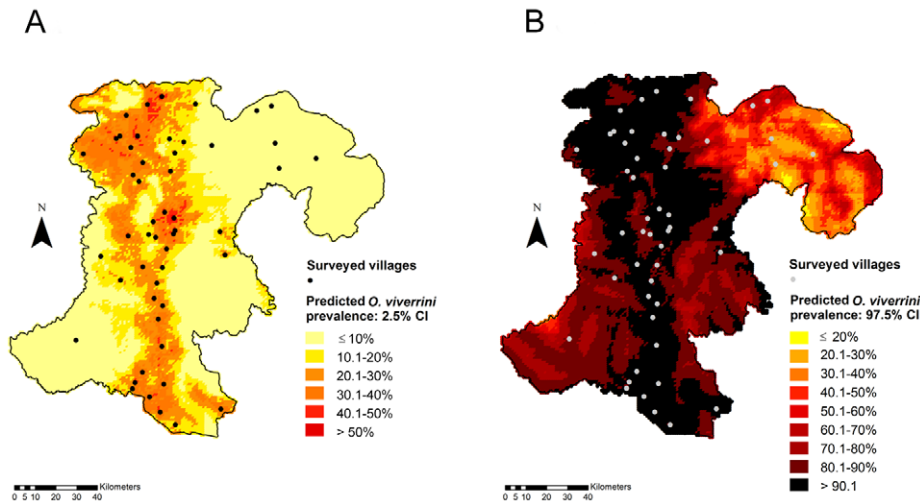 A
N
Surveyed villages
Predicted O. viverrini
prevalence: 2.5% CI
≤ 10%
10.1-20%
20.1-30%
30.1-40%
40.1-50%
> 50%
Kilometers
0 5 10 20 30 40
B
N
Surveyed villages
Predicted O. viverrini
prevalence: 97.5% CI
≤ 20%
20.1-30%
30.1-40%
40.1-50%
50.1-60%
60.1-70%
70.1-80%
80.1-90%
> 90.1
Kilometers
0 5 10 20 30 40